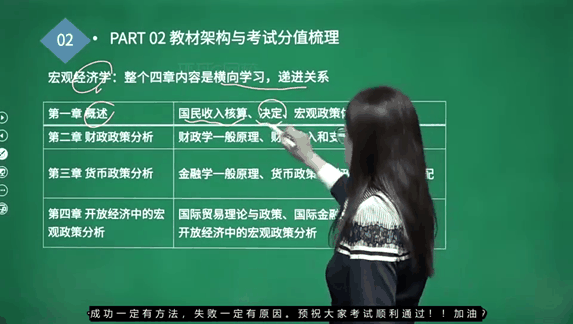 02 • PART 02 教材架构与考试分值梳理
宏观经济学：整个四章内容是横向学习，递进关系
第一章 概述 国民收入核算、决定、宏观政策
第二章 财政政策分析 财政学一般原理、财 入和支
第三章 货币政策分析 金融学一般原理、货币政策 配
第四章 开放经济中的宏 国际贸易理论与政策、国际金融
观政策分析 开放经济中的宏观政策分析
成功一定有方法，失败一定有原因。预祝大家考试顺利通过！！加油